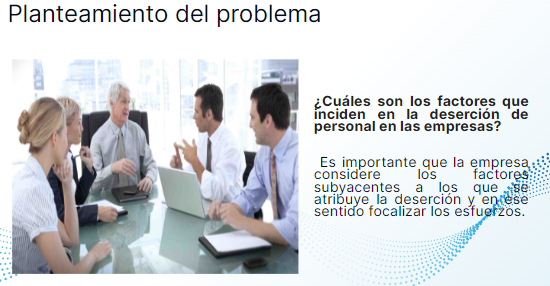 Planteamiento del problema
¿Cuáles son los factores que
inciden en la deserción de
personal en las empresas?
Es importante que la empresa
considere los factores
subyacentes a los que se
atribuye la deserción y en ese
sentido focalizar los esfuerzos.